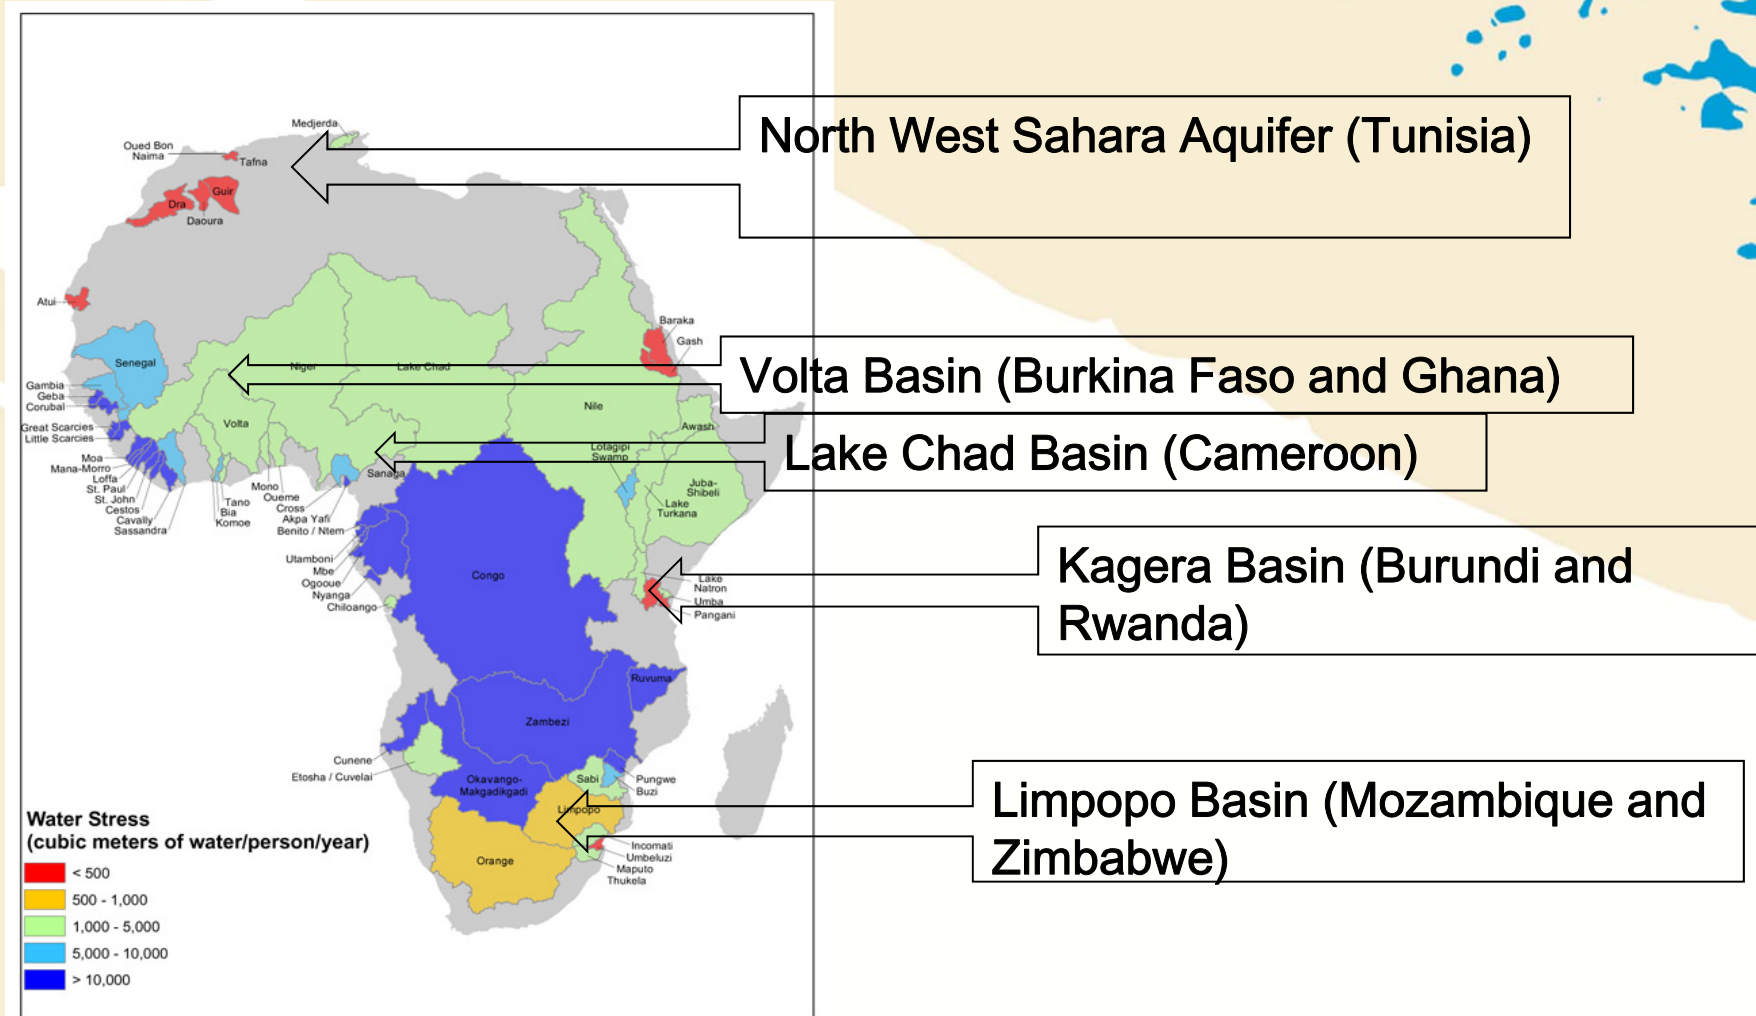 North West Sahara Aquifer (Tunisia)
Volta Basin (Burkina Faso and Ghana)
Lake Chad Basin (Cameroon)
Kagera Basin (Burundi and
Rwanda)
Limpopo Basin (Mozambique and
Zimbabwe)
Medjerda
Oued Bon
Naima
Tafna
Guir
Dra
Daoura
Atui
Baraka
Gash
Senegal
Niger
Lake Chad
Gambia
Geba
Corubal
Nile
Great Scarcies
Little Scarcies
Volta
Awash
Lotagipi
Swamp
Moa
Mana-Morro
Loffa
St. Paul
St. John
Cestos
Cavally
Sassandra
Sanaga
Mono
Oueme
Cross
Akpa Yafi
Benito / Ntem
Tano
Bia
Komoe
Juba-
Shibeli
Lake
Turkana
Utamboni
Mbe
Ogooue
Nyanga
Chiloango
Congo
Lake
Natron
Umba
Pangani
Ruvuma
Zambezi
Cunene
Etosha / Cuvelai
Okavango-
Makgadikgadi
Sabi
Pungwe
Buzi
Limpopo
Orange
Incomati
Umbeluzi
Maputo
Thukela
Water Stress
(cubic meters of water/person/year)
< 500
500 - 1,000
1,000 - 5,000
5,000 - 10,000
> 10,000